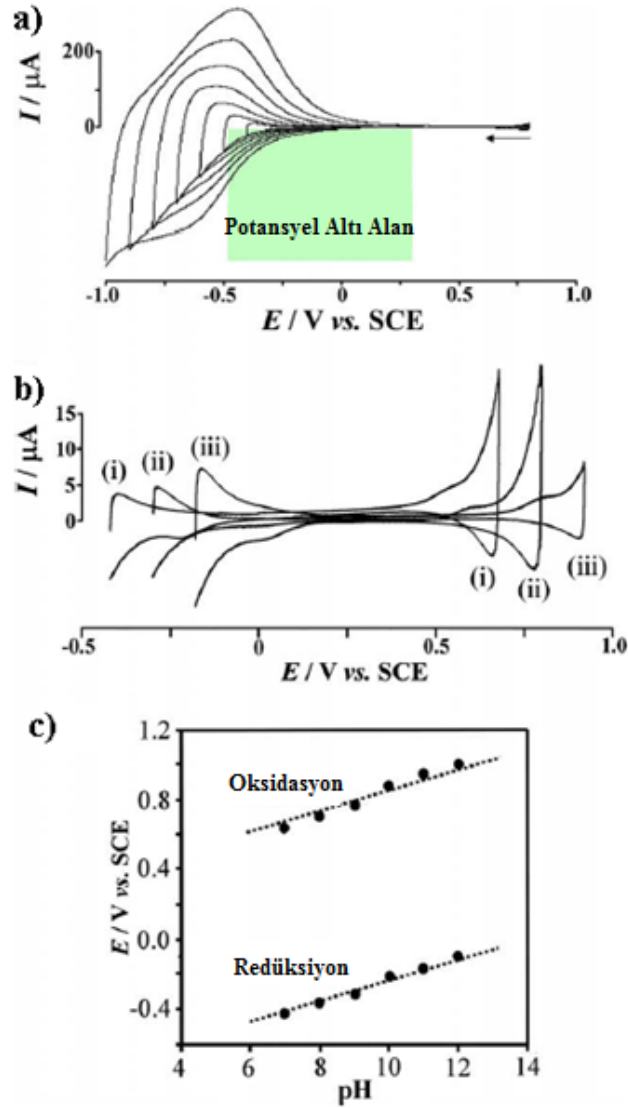 a)
I / µA
200
0
Potansyel Altı Alan
-1.0 -0.5 0 0.5 1.0
E / V vs. SCE
b)
I / µA
15
10
5
0
(i) (ii) (iii)
(i) (ii) (iii)
-0.5 0 0.5 1.0
E / V vs. SCE
c)
E / V vs. SCE
1.2
0.8
0.4
0.0
-0.4
Oksidasyon
Redüksiyon
4 6 8 10 12 14
pH